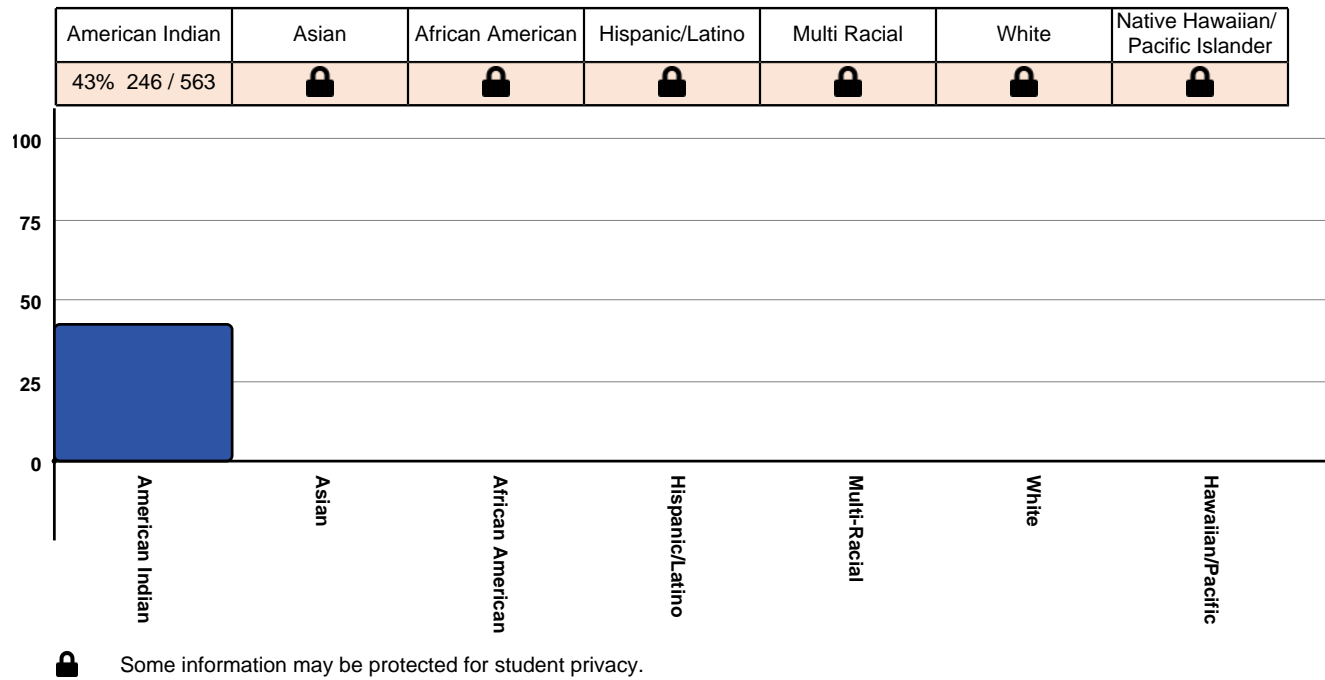 American Indian Asian African American Hispanic/Latino Multi Racial White Native Hawaiian/
Pacific Islander
43% 246 / 563
100
75
50
25
0
American Indian
Asian
African American
Hispanic/Latino
Multi-Racial
White
Hawaiian/Pacific
Some information may be protected for student privacy.